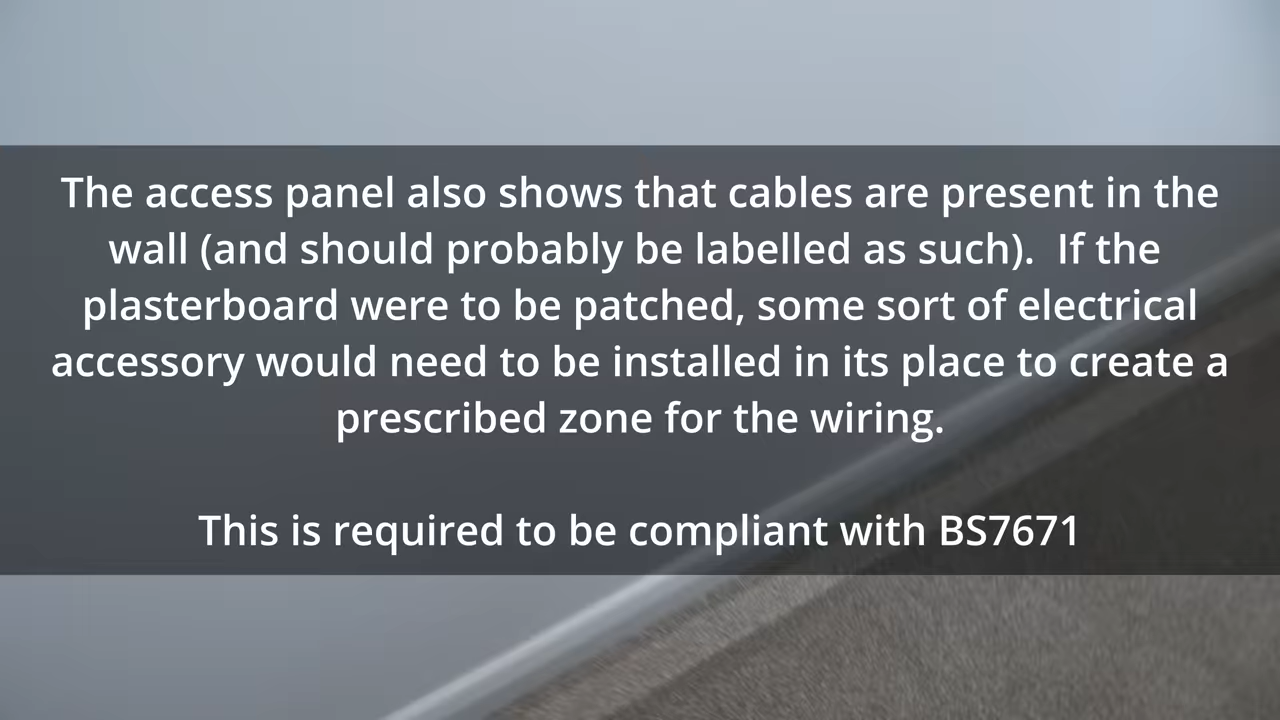 The access panel also shows that cables are present in the
wall (and should probably be labelled as such).  If the
plasterboard were to be patched, some sort of electrical
accessory would need to be installed in its place to create a
prescribed zone for the wiring.
This is required to be compliant with BS7671